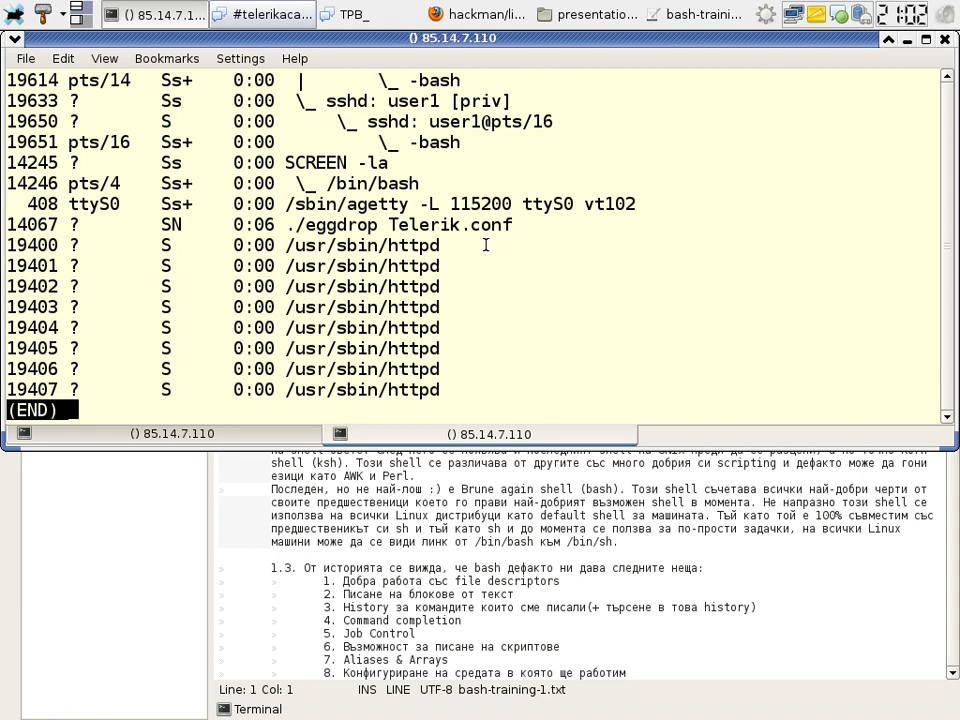 () 85.14.7.1... #telerikaca... TPB_ hackman/li... presentatio... bash-traini... 21:02
() 85.14.7.110
File Edit View Bookmarks Settings Help
19614 pts/14 Ss+ 0:00 | \_ -bash
19633 ? Ss 0:00 \_ sshd: user1 [priv]
19650 ? S 0:00 \_ sshd: user1@pts/16
19651 pts/16 Ss+ 0:00 \_ -bash
14245 ? Ss 0:00 SCREEN -la
14246 pts/4 Ss+ 0:00 \_ /bin/bash
408 ttyS0 Ss+ 0:00 /sbin/agetty -L 115200 ttyS0 vt102
14067 ? SN 0:06 ./eggdrop Telerik.conf
19400 ? S 0:00 /usr/sbin/httpd
19401 ? S 0:00 /usr/sbin/httpd
19402 ? S 0:00 /usr/sbin/httpd
19403 ? S 0:00 /usr/sbin/httpd
19404 ? S 0:00 /usr/sbin/httpd
19405 ? S 0:00 /usr/sbin/httpd
19406 ? S 0:00 /usr/sbin/httpd
19407 ? S 0:00 /usr/sbin/httpd
(END)
() 85.14.7.110 () 85.14.7.110
shell (ksh). Този shell се различава от другите със много добрия си scripting и дефакто може да гони
езици като AWK и Perl.
Последен, но не най-лош :) е Brune again shell (bash). Този shell съчетава всички най-добри черти от
своите предшественици което го прави най-добрият възможен shell в момента. Не напразно този shell се
използва на всички Linux дистрибуци като default shell за машината. Тъй като той е 100% съвместим със
предшественикът си sh и тъй като sh и до момента се ползва за по-прости задачки, на всички Linux
машини може да се види линк от /bin/bash към /bin/sh.
1.3. От историята се вижда, че bash дефакто ни дава следните неща:
1. Добра работа със file descriptors
2. Писане на блокове от текст
3. History за командите които сме писали(+ търсене в това history)
4. Command completion
5. Job Control
6. Възможност за писане на скриптове
7. Aliases & Arrays
8. Конфигуриране на средата в която ще работим
Line: 1 Col: 1 INS LINE UTF-8 bash-training-1.txt
Terminal